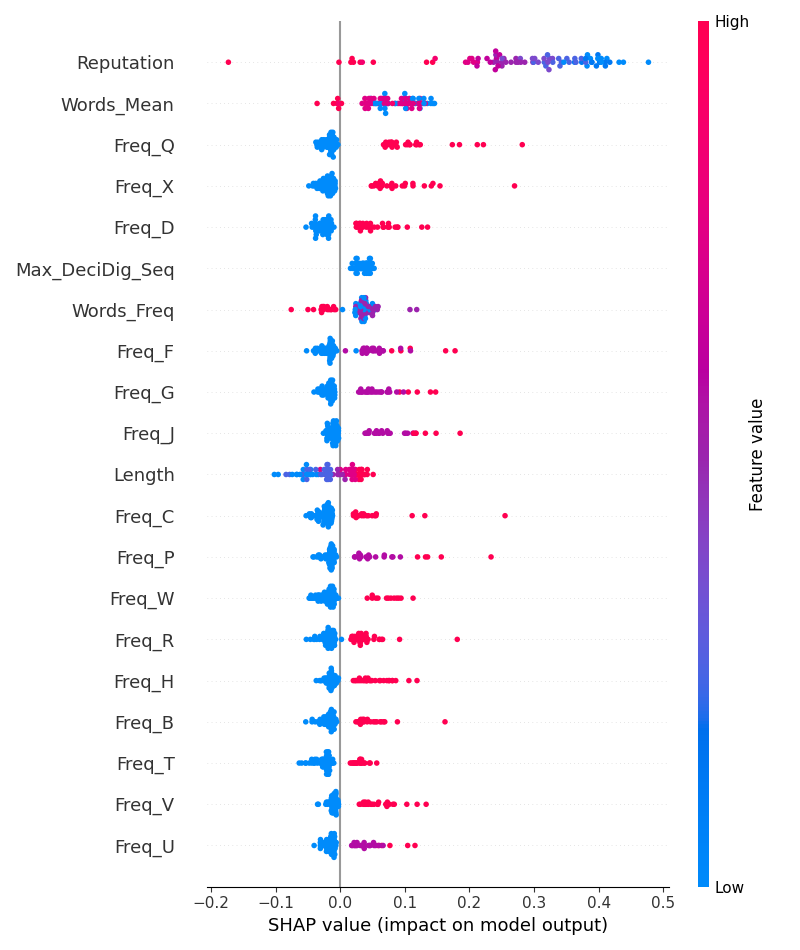 High
Reputation
Words_Mean
Freq_Q
Freq_X
Freq_D
Max_DeciDig_Seq
Words_Freq
Freq_F
Freq_G
Freq_J
Length
Freq_C
Freq_P
Freq_W
Freq_R
Freq_H
Freq_B
Freq_T
Freq_V
Freq_U
Feature value
Low
−0.2 −0.1 0.0 0.1 0.2 0.3 0.4 0.5
SHAP value (impact on model output)